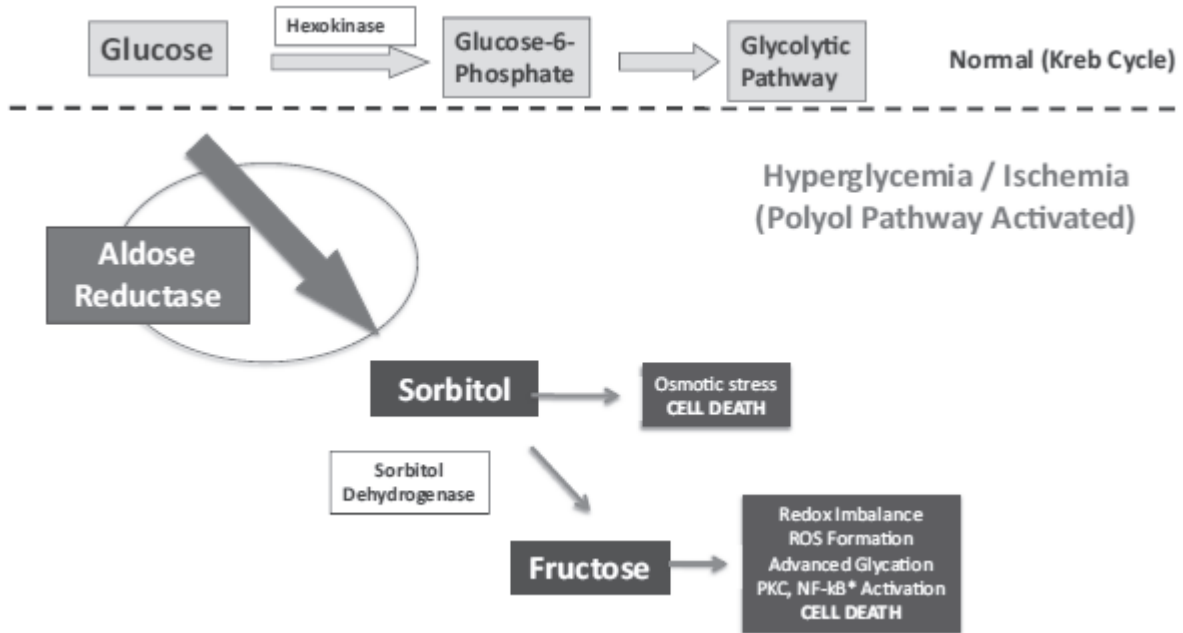 Glucose
Hexokinase
Glucose-6-
Phosphate
Glycolytic
Pathway
Normal (Kreb Cycle)
Hyperglycemia / Ischemia
(Polyol Pathway Activated)
Aldose
Reductase
Sorbitol
Osmotic stress
CELL DEATH
Sorbitol
Dehydrogenase
Fructose
Redox Imbalance
ROS Formation
Advanced Glycation
PKC, NF-kB* Activation
CELL DEATH